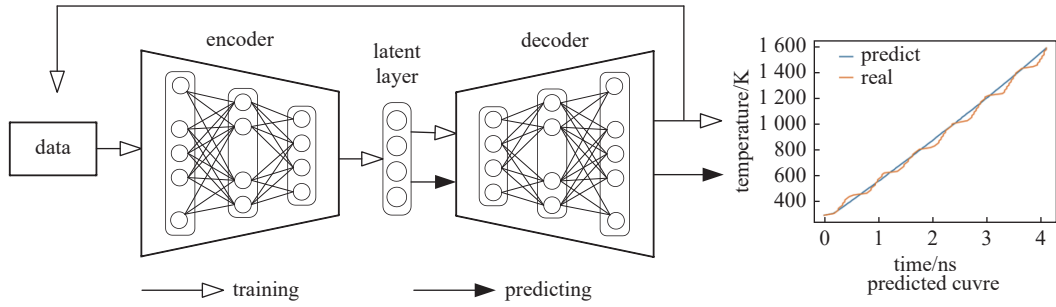 encoder
latent
layer
decoder
data
training
predicting
predict
real
temperature/K
1 600
1 400
1 200
1 000
800
600
400
0 1 2 3 4
time/ns
predicted cuvre